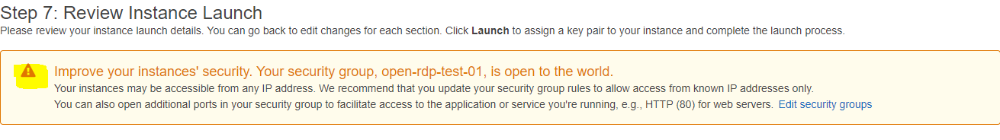 Step 7: Review Instance Launch
Please review your instance launch details. You can go back to edit changes for each section. Click Launch to assign a key pair to your instance and complete the launch process.
Improve your instances' security. Your security group, open-rdp-test-01, is open to the world.
Your instances may be accessible from any IP address. We recommend that you update your security group rules to allow access from known IP addresses only.
You can also open additional ports in your security group to facilitate access to the application or service you're running, e.g., HTTP (80) for web servers. Edit security groups